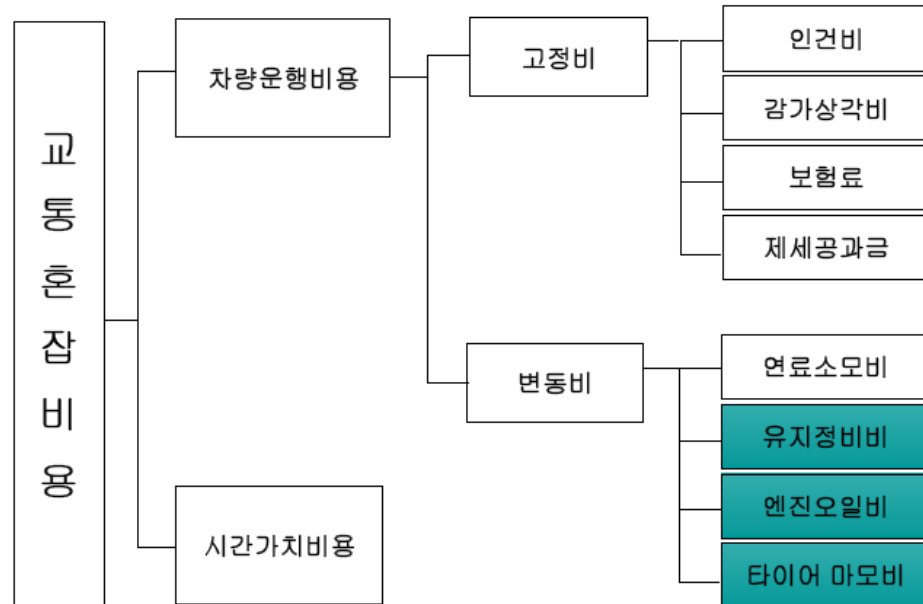 교통혼잡비용
차량운행비용
고정비
인건비
감가상각비
보험료
제세공과금
변동비
연료소모비
유지정비비
엔진오일비
타이어 마모비
시간가치비용